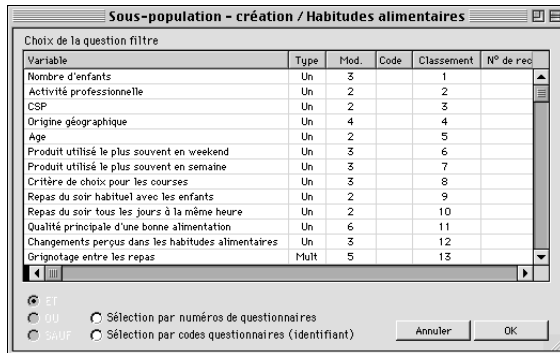 Sous-population - création / Habitudes alimentaires
Choix de la question filtre
Variable Type Mod. Code Classement N° de rec
Nombre d'enfants Un 3 1
Activité professionnelle Un 2 2
CSP Un 2 3
Origine géographique Un 4 4
Age Un 2 5
Produit utilisé le plus souvent en weekend Un 3 6
Produit utilisé le plus souvent en semaine Un 3 7
Critère de choix pour les courses Un 3 8
Repas du soir habituel avec les enfants Un 2 9
Repas du soir tous les jours à la même heure Un 2 10
Qualité principale d'une bonne alimentation Un 6 11
Changements perçus dans les habitudes alimentaires Un 3 12
Grignotage entre les repas Mult 5 13
ET
OU Sélection par numéros de questionnaires
SAUF Sélection par codes questionnaires (identifiant)
Annuler OK